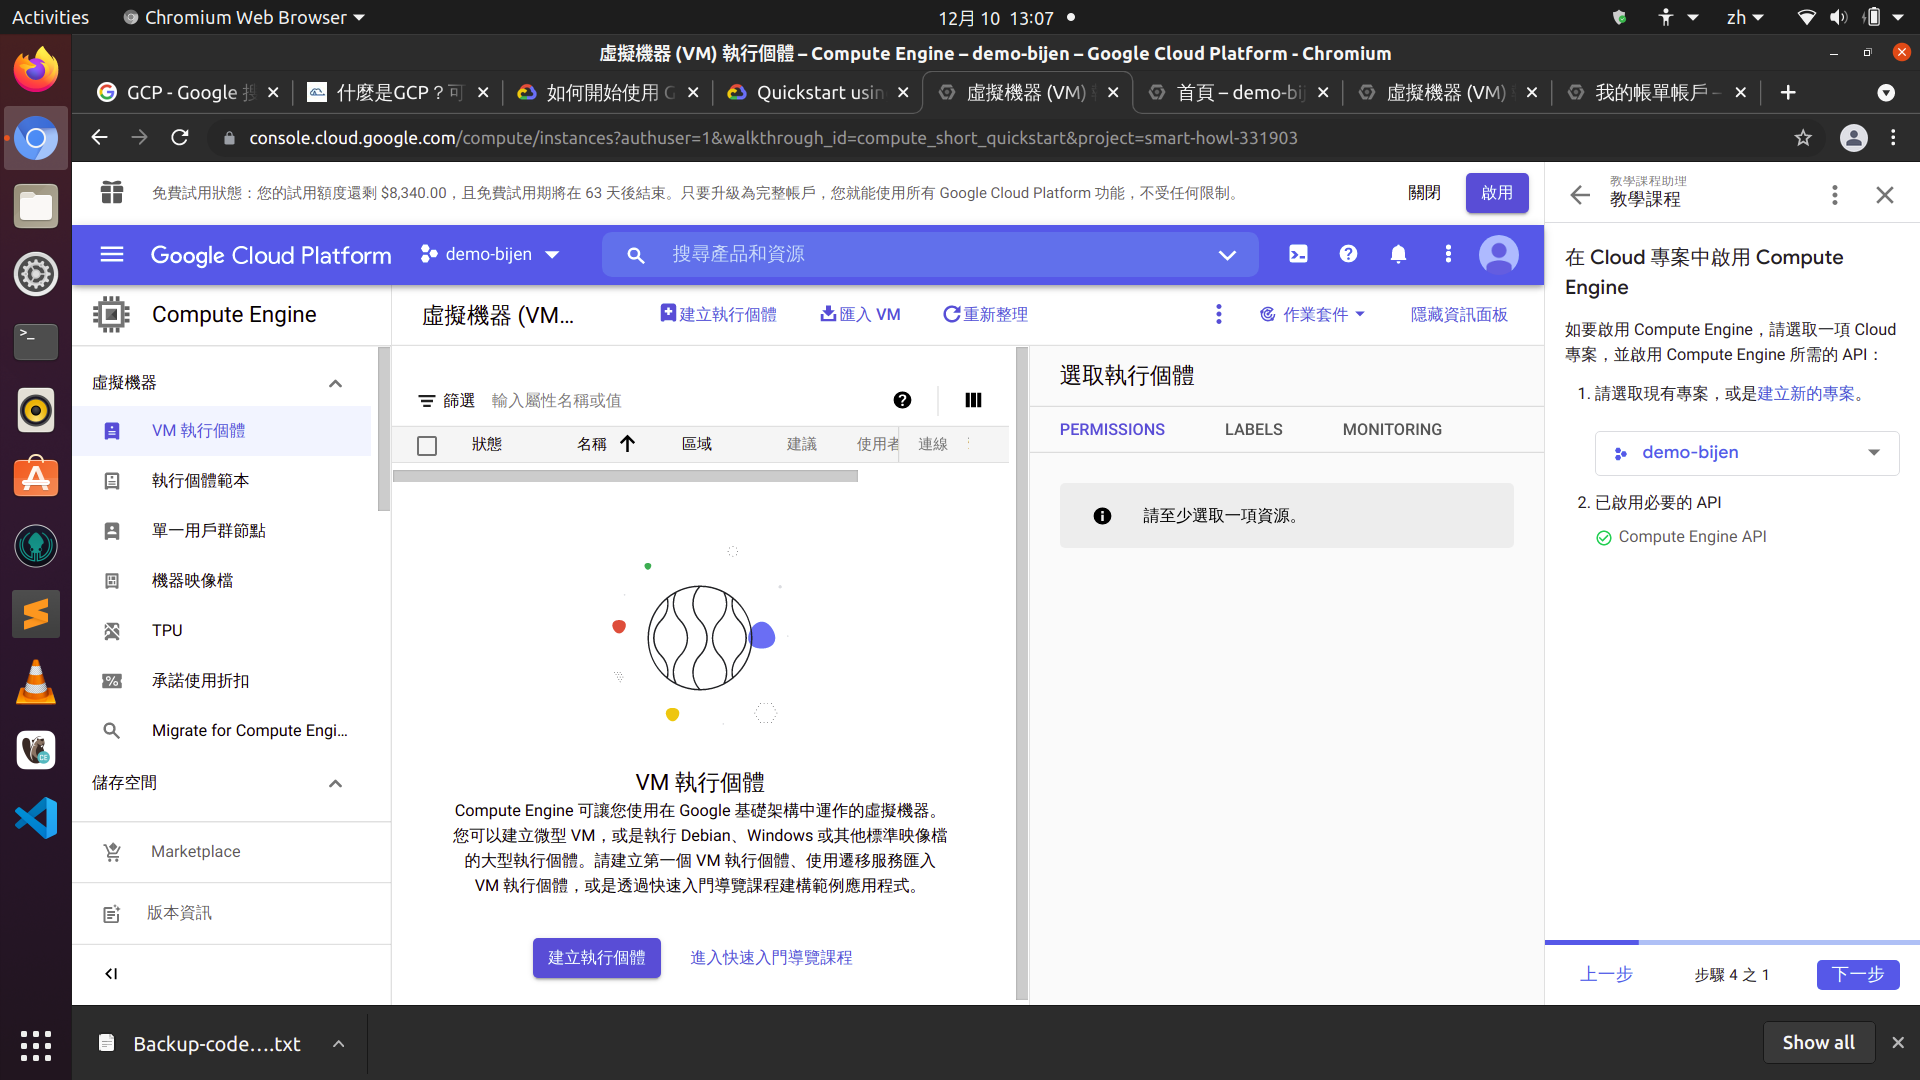 Activities
Chromium Web Browser
12月 10 13:07
zh
虛擬機器 (VM) 執行個體 – Compute Engine – demo-bijen – Google Cloud Platform - Chromium
GCP - Google
什麼是GCP？可
如何開始使用
Quickstart usin
虛擬機器 (VM)
首頁 – demo-bij
虛擬機器 (VM)
我的帳單帳戶 –
console.cloud.google.com/compute/instances?authuser=1&walkthrough_id=compute_short_quickstart&project=smart-howl-331903
免費試用狀態：您的試用額度還剩 $8,340.00，且免費試用期將在 63 天後結束。只要升級為完整帳戶，您就能使用所有 Google Cloud Platform 功能，不受任何限制。
關閉
啟用
Google Cloud Platform
demo-bijen
搜尋產品和資源
Compute Engine
虛擬機器 (VM...
建立執行個體
匯入 VM
重新整理
作業套件
隱藏資訊面板
虛擬機器
VM 執行個體
執行個體範本
單一用戶群節點
機器映像檔
TPU
承諾使用折扣
Migrate for Compute Engi...
儲存空間
Marketplace
版本資訊
篩選
輸入屬性名稱或值
狀態
名稱
區域
建議
使用者
連線
VM 執行個體
Compute Engine 可讓您使用在 Google 基礎架構中運作的虛擬機器。
您可以建立微型 VM，或是執行 Debian、Windows 或其他標準映像檔
的大型執行個體。請建立第一個 VM 執行個體、使用遷移服務匯入
VM 執行個體，或是透過快速入門導覽課程建構範例應用程式。
建立執行個體
進入快速入門導覽課程
選取執行個體
PERMISSIONS
LABELS
MONITORING
請至少選取一項資源。
教學課程助理
教學課程
在 Cloud 專案中啟用 Compute
Engine
如要啟用 Compute Engine，請選取一項 Cloud
專案，並啟用 Compute Engine 所需的 API：
1. 請選取現有專案，或是建立新的專案。
demo-bijen
2. 已啟用必要的 API
Compute Engine API
上一步
步驟 4 之 1
下一步
Backup-code….txt
Show all